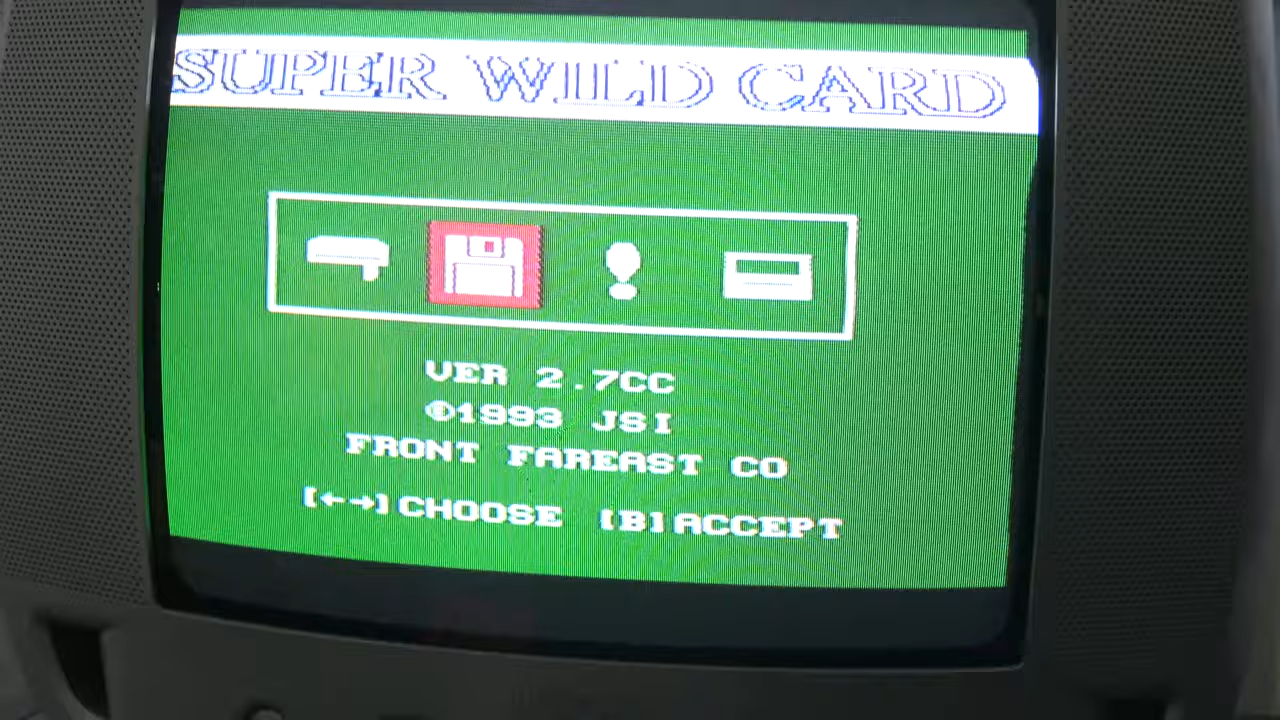 SUPER WILD CARD
VER 2.7CC
©1993 JSI
FRONT FAREAST CO
[←→]CHOOSE [B]ACCEPT